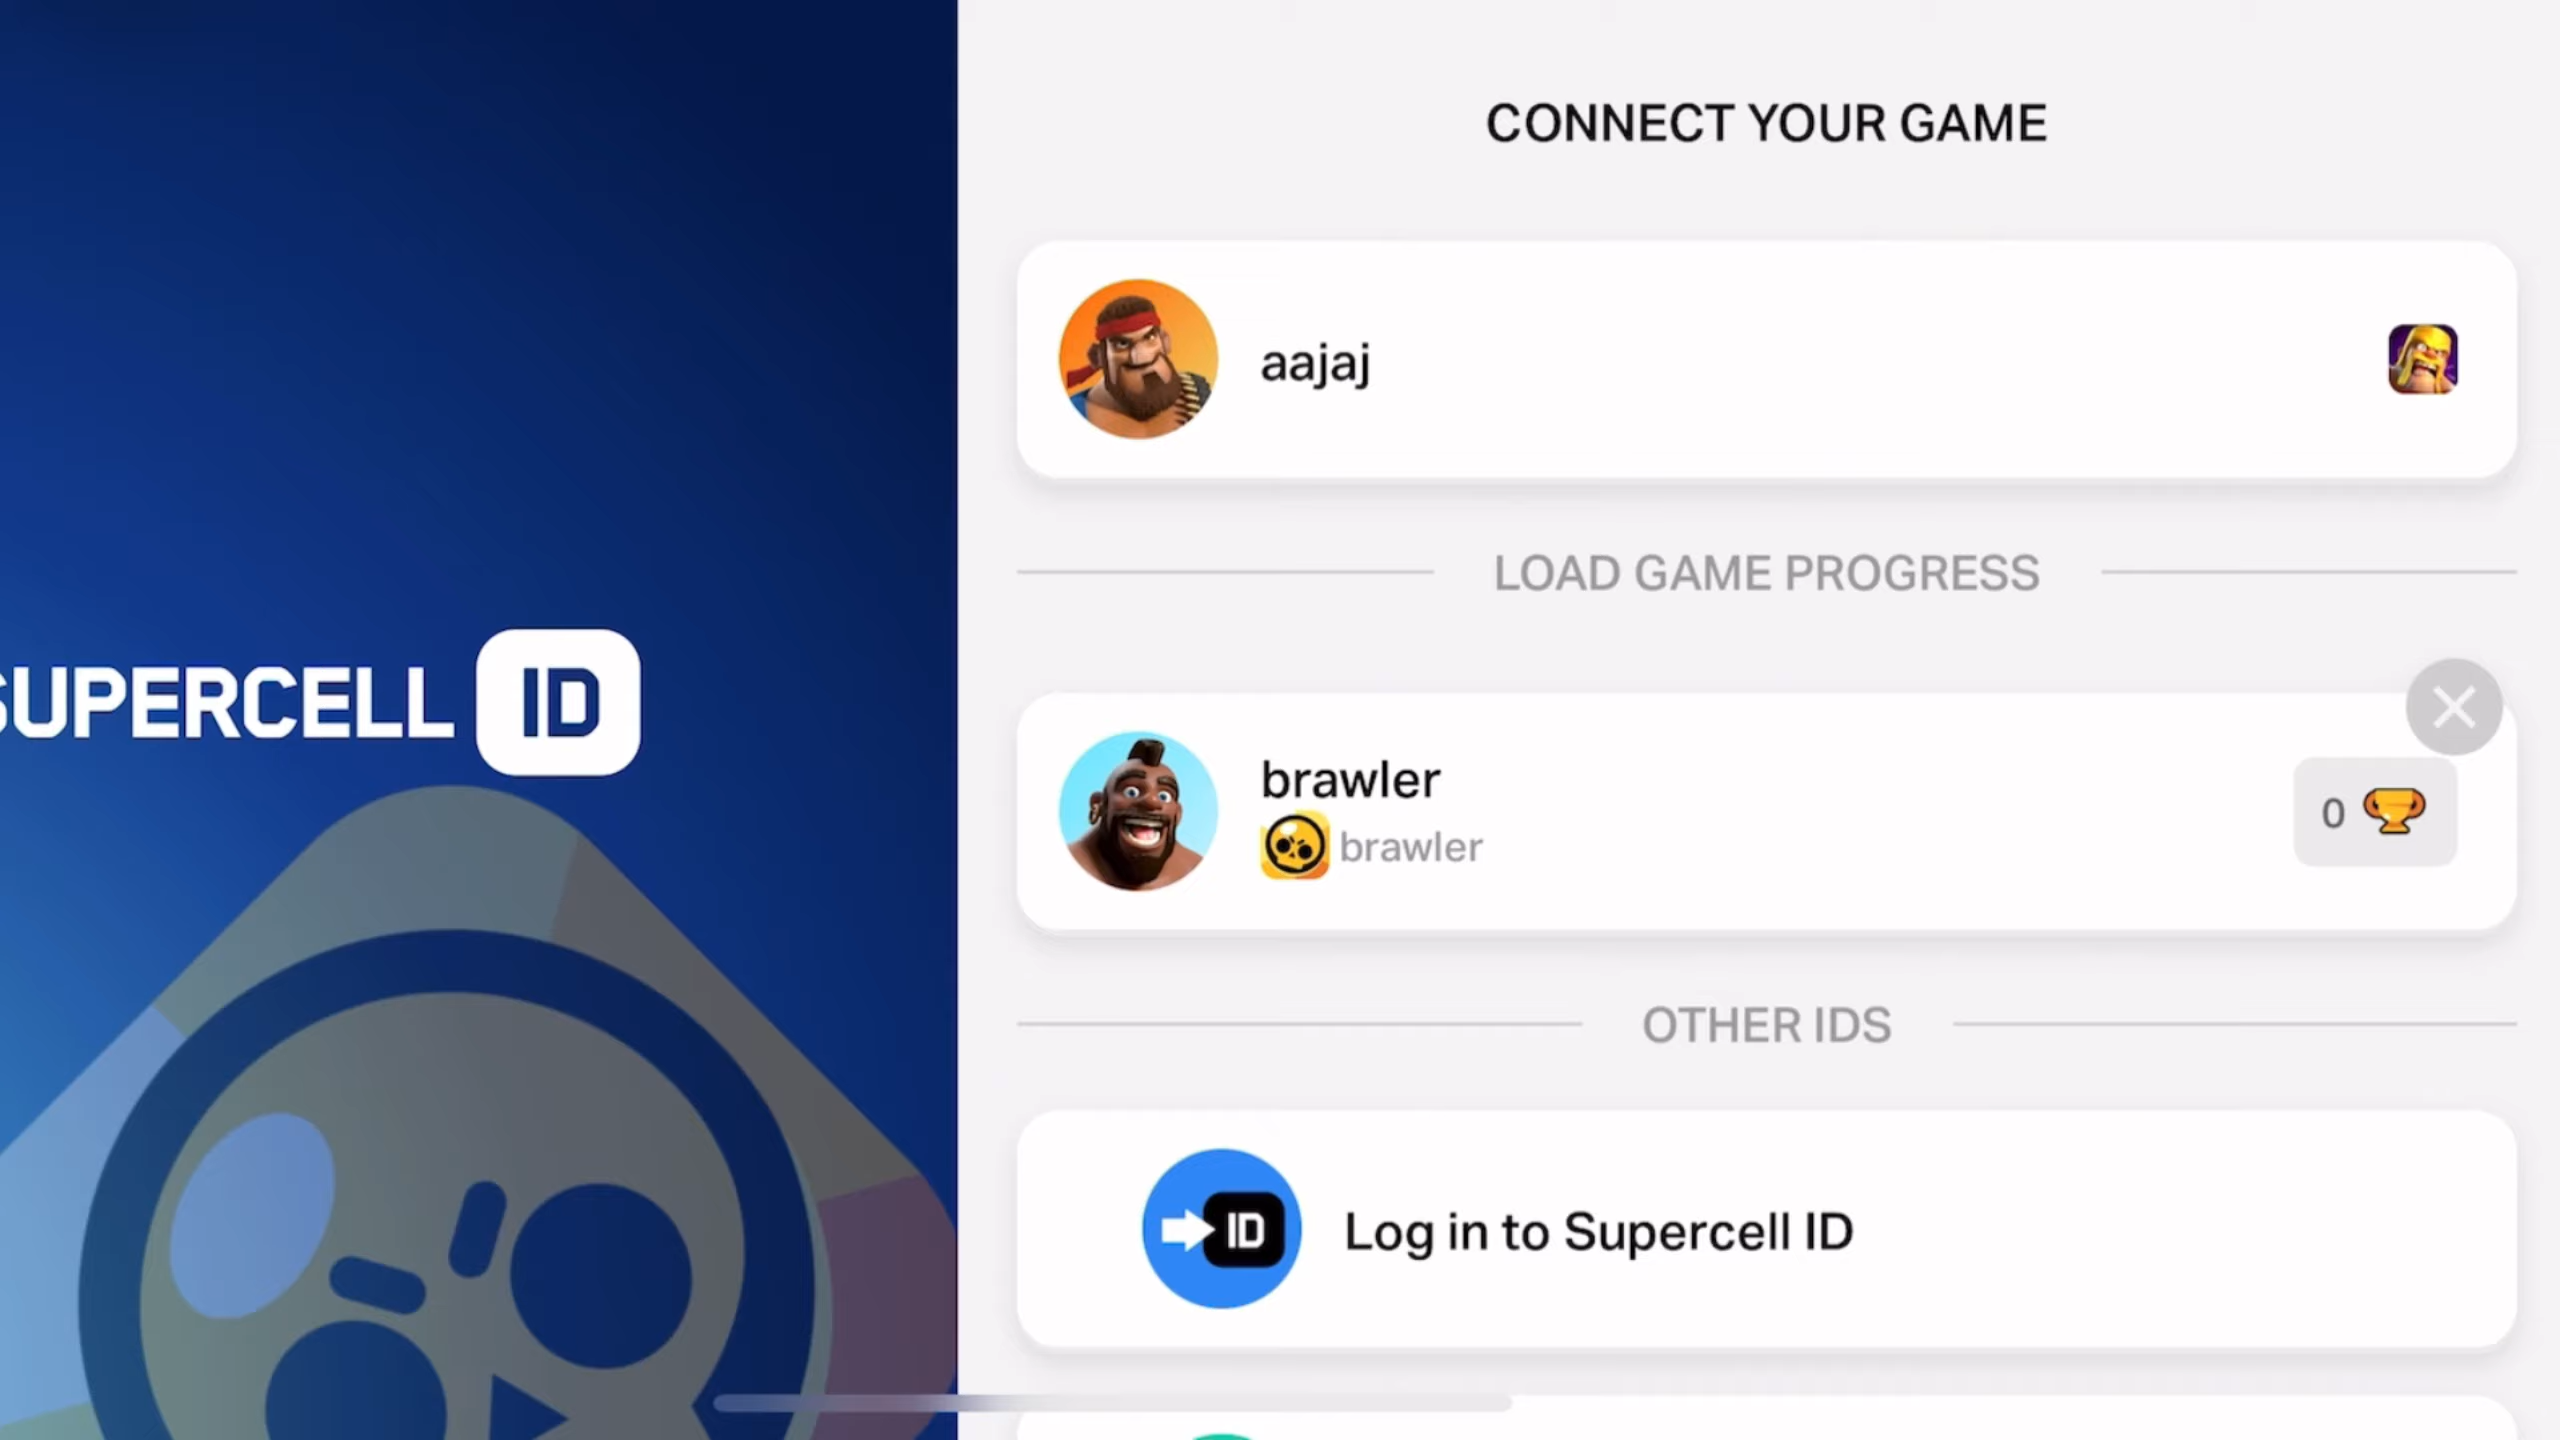 SUPERCELL ID
CONNECT YOUR GAME
aajaj
LOAD GAME PROGRESS
brawler
brawler
0
OTHER IDS
ID
Log in to Supercell ID